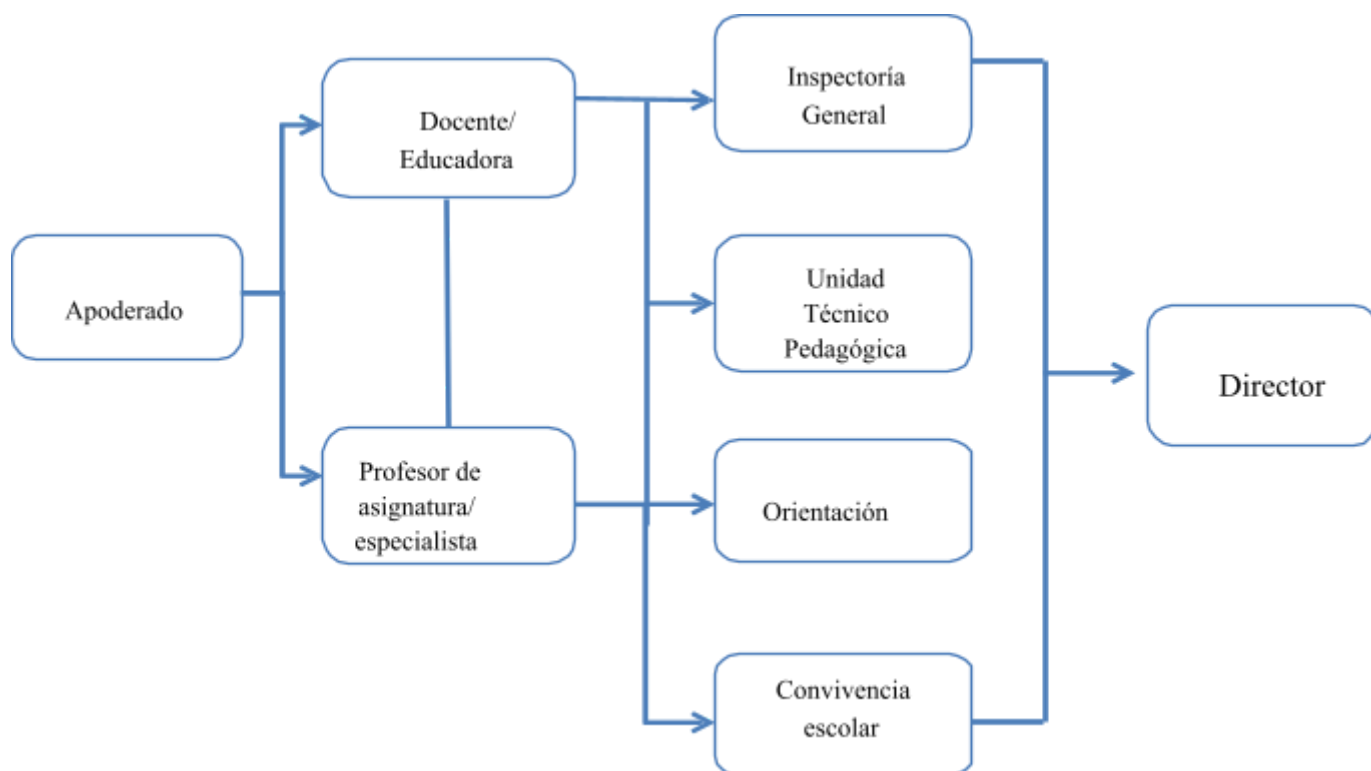 Apoderado
Docente/
Educadora
Profesor de
asignatura/
especialista
Inspectoría
General
Unidad
Técnico
Pedagógica
Orientación
Convivencia
escolar
Director